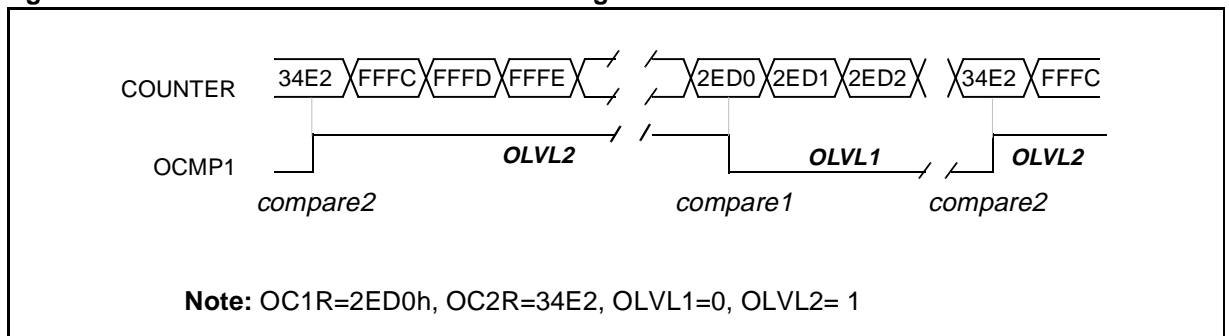 COUNTER 34E2 FFFC FFFD FFFE 2ED0 2ED1 2ED2 34E2 FFFC
OCMP1 OLVL2 OLVL1 OLVL2
compare2 compare1 compare2
Note: OC1R=2ED0h, OC2R=34E2, OLVL1=0, OLVL2= 1